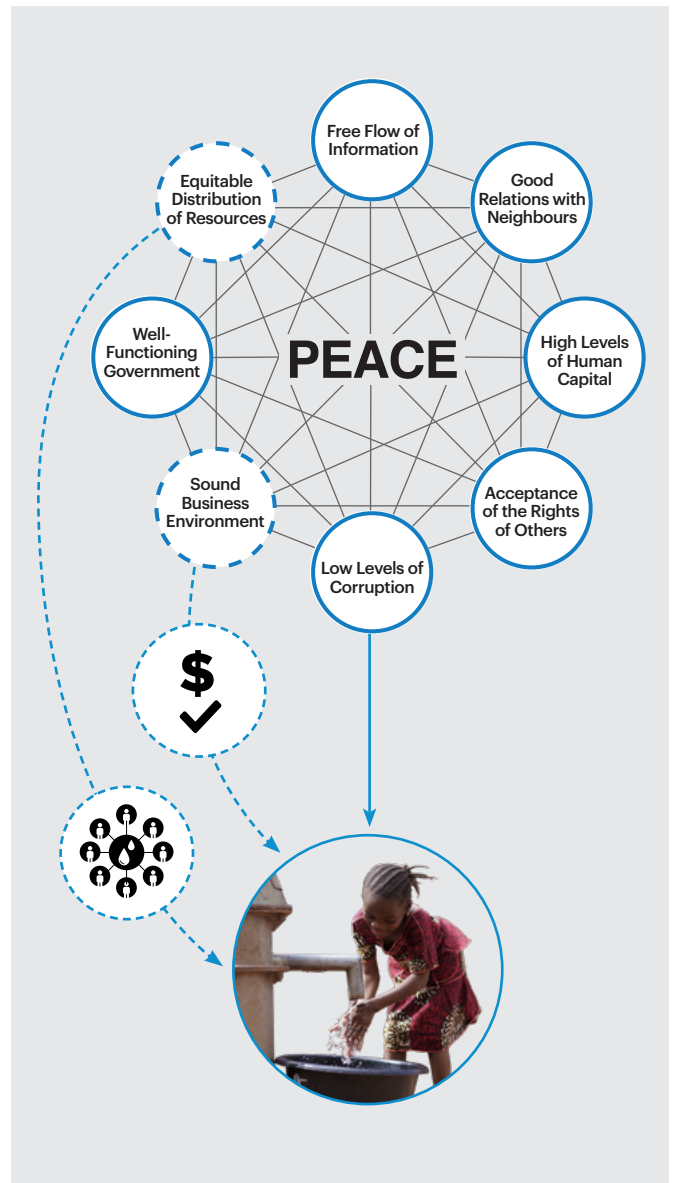 Free Flow of
Information
Equitable
Distribution
of Resources
Good
Relations with
Neighbours
Well-
Functioning
Government
PEACE
High Levels
of Human
Capital
Sound
Business
Environment
Acceptance
of the Rights
of Others
Low Levels of
Corruption
$